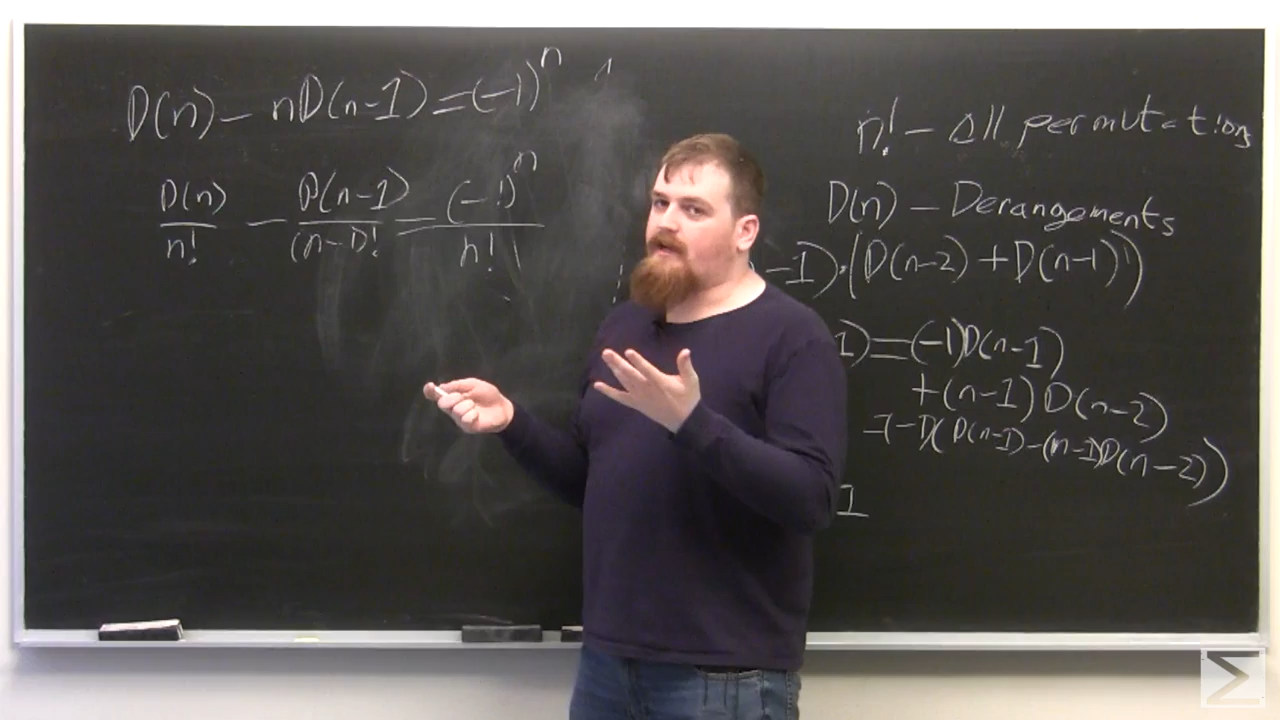 D(n) - nD(n-1) = (-1)^n
D(n)/n! - D(n-1)/(n-1)! = (-1)^n/n!
n! - All permutations
D(n) - Derangements
-1)·(D(n-2) + D(n-1))
1) = (-1)D(n-1)
+(n-1)D(n-2)
=(-1)(D(n-1)-(n-1)D(n-2))
1
Σ